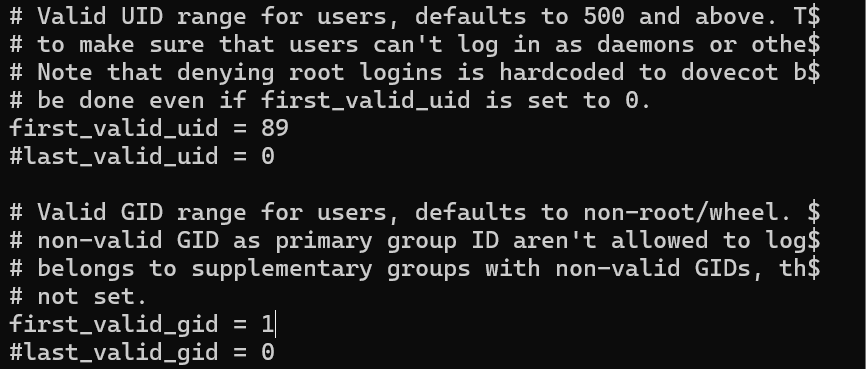 # Valid UID range for users, defaults to 500 and above. T$
# to make sure that users can't log in as daemons or othe$
# Note that denying root logins is hardcoded to dovecot b$
# be done even if first_valid_uid is set to 0.
first_valid_uid = 89
#last_valid_uid = 0

# Valid GID range for users, defaults to non-root/wheel. $
# non-valid GID as primary group ID aren't allowed to log$
# belongs to supplementary groups with non-valid GIDs, th$
# not set.
first_valid_gid = 1
#last_valid_gid = 0